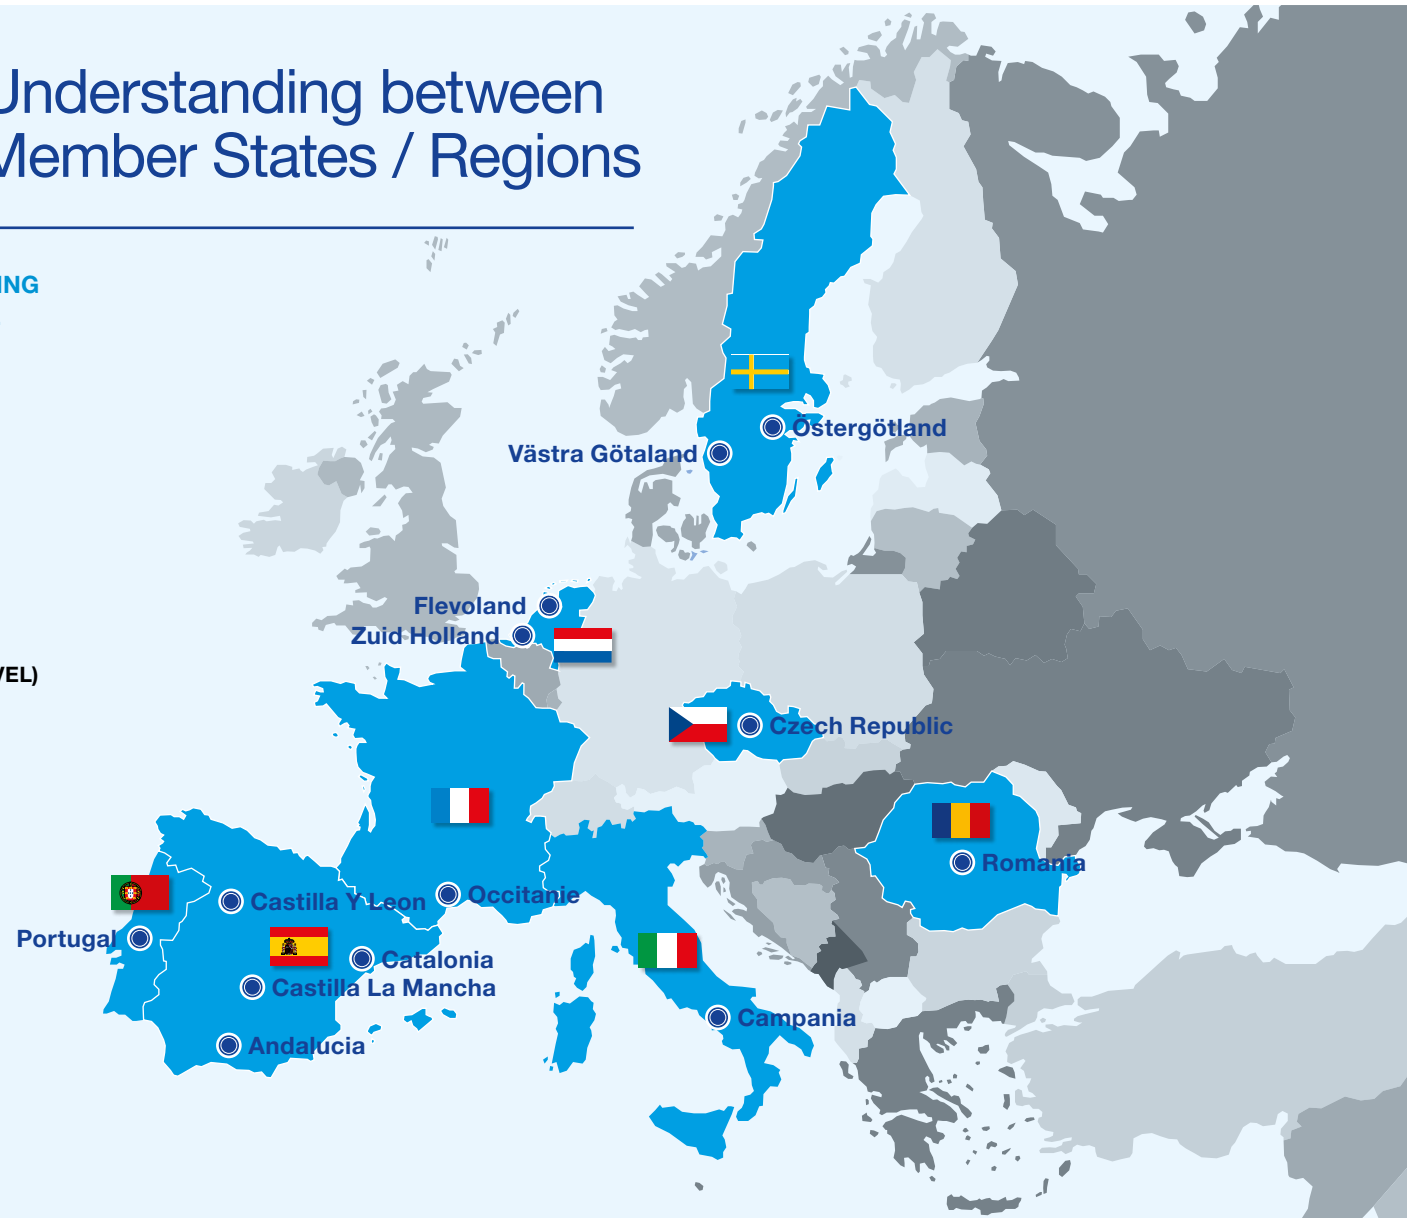 Understanding between
Member States / Regions
ING
VEL)
Östergötland
Västra Götaland
Flevoland
Zuid Holland
Czech Republic
Romania
Castilla Y Leon
Occitanie
Portugal
Catalonia
Castilla La Mancha
Campania
Andalucia